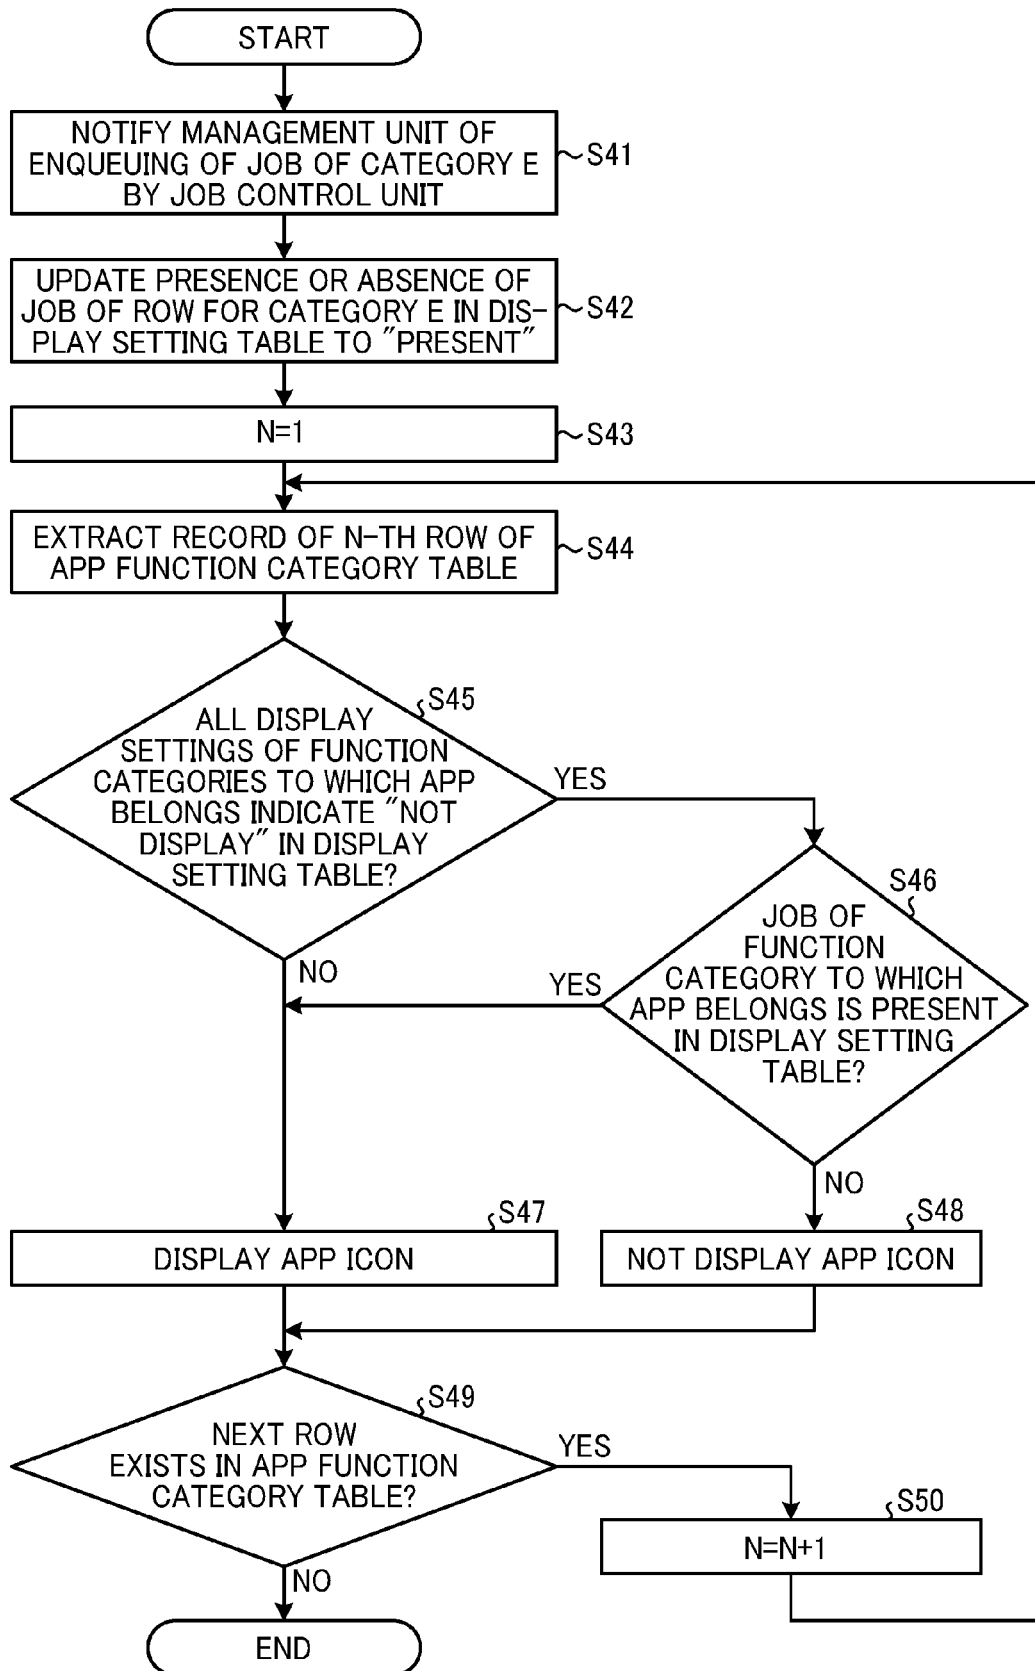 START
NOTIFY MANAGEMENT UNIT OF
ENQUEUING OF JOB OF CATEGORY E
BY JOB CONTROL UNIT
S41
UPDATE PRESENCE OR ABSENCE OF
JOB OF ROW FOR CATEGORY E IN DIS-
PLAY SETTING TABLE TO "PRESENT"
S42
N=1
S43
EXTRACT RECORD OF N-TH ROW OF
APP FUNCTION CATEGORY TABLE
S44
S45
ALL DISPLAY
SETTINGS OF FUNCTION
CATEGORIES TO WHICH APP
BELONGS INDICATE "NOT
DISPLAY" IN DISPLAY
SETTING TABLE?
YES
NO
S46
JOB OF
FUNCTION
CATEGORY TO WHICH
APP BELONGS IS PRESENT
IN DISPLAY SETTING
TABLE?
YES
NO
S47
DISPLAY APP ICON
S48
NOT DISPLAY APP ICON
S49
NEXT ROW
EXISTS IN APP FUNCTION
CATEGORY TABLE?
YES
NO
S50
N=N+1
END